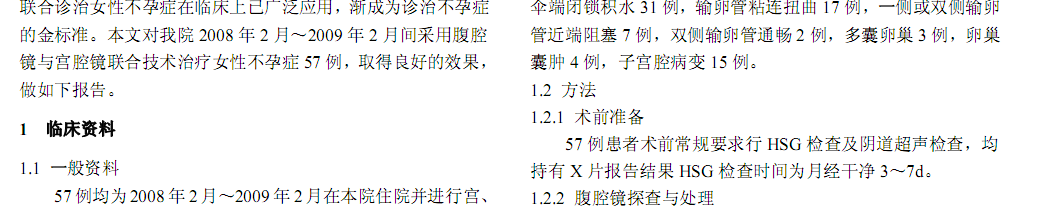 联合诊治女性不孕症在临床上已广泛应用，渐成为诊治不孕症
的金标准。本文对我院 2008 年 2 月～2009 年 2 月间采用腹腔
镜与宫腔镜联合技术治疗女性不孕症 57 例，取得良好的效果，
做如下报告。
1 临床资料
1.1 一般资料
57 例均为 2008 年 2 月～2009 年 2 月在本院住院并进行宫、
伞端闭锁积水 31 例，输卵管粘连扭曲 17 例，一侧或双侧输卵
管近端阻塞 7 例，双侧输卵管通畅 2 例，多囊卵巢 3 例，卵巢
囊肿 4 例，子宫腔病变 15 例。
1.2 方法
1.2.1 术前准备
57 例患者术前常规要求行 HSG 检查及阴道超声检查，均
持有 X 片报告结果 HSG 检查时间为月经干净 3～7d。
1.2.2 腹腔镜探查与处理